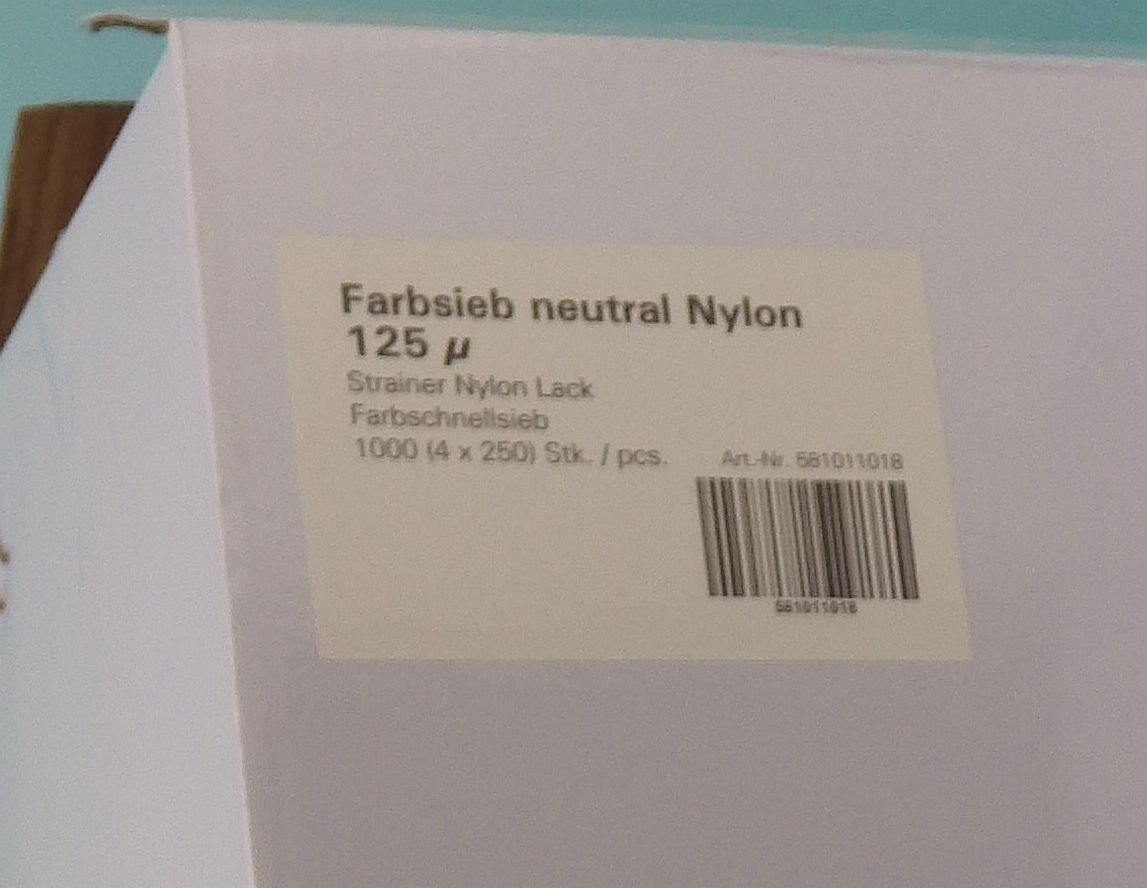 Farbsieb neutral Nylon
125 µ
Strainer Nylon Lack
Farbschnellsieb
1000 (4 x 250) Stk. / pcs.
Art.-Nr. 581011018
581011018